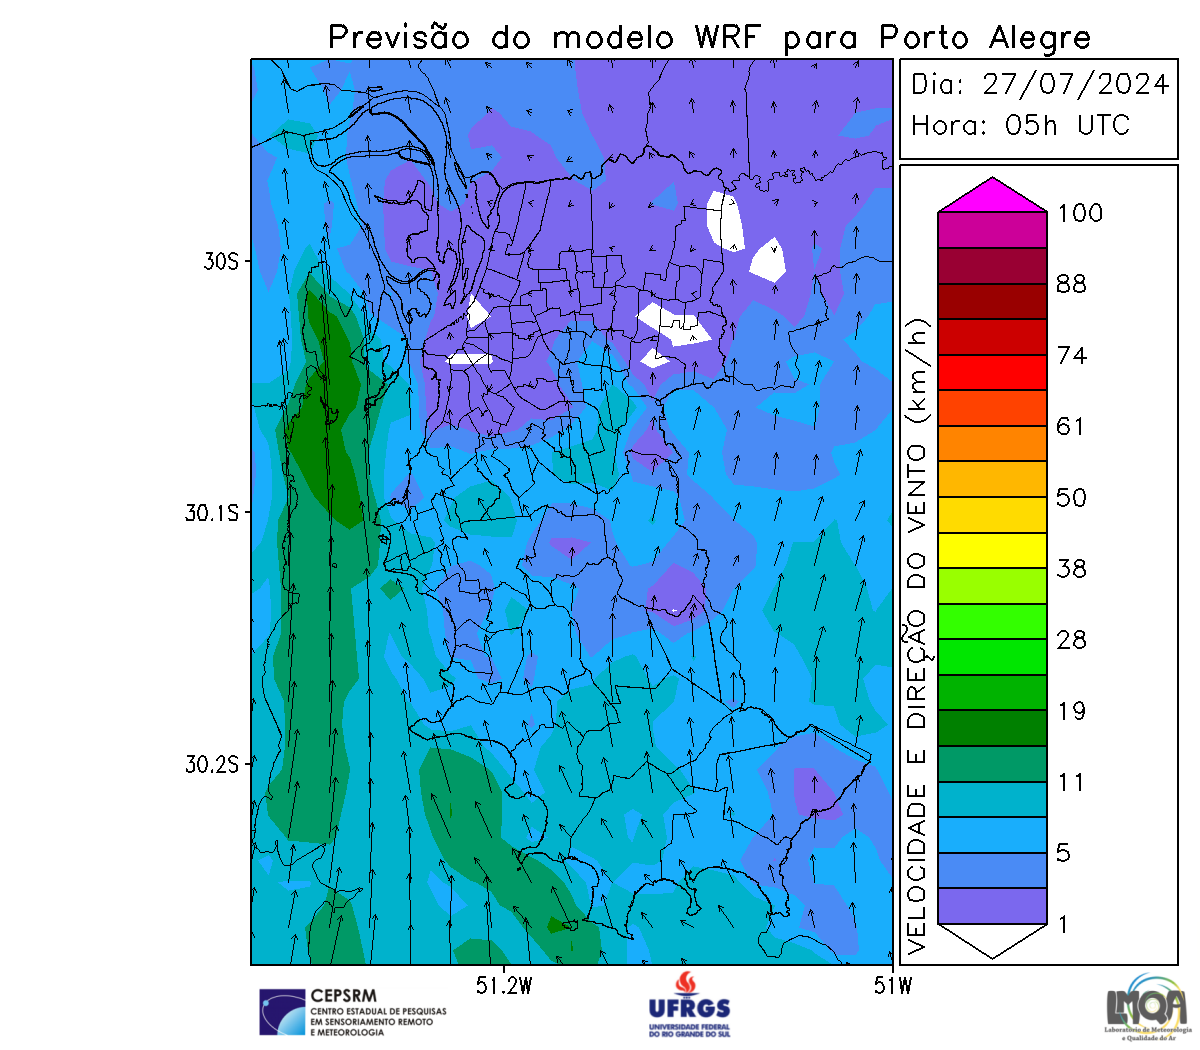 Previsão do modelo WRF para Porto Alegre
Dia: 27/07/2024
Hora: 05h UTC
30S
30.1S
30.2S
51.2W
51W
VELOCIDADE E DIREÇÃO DO VENTO (km/h)
100
88
74
61
50
38
28
19
11
5
1
CEPSRM
CENTRO ESTADUAL DE PESQUISAS
EM SENSORIAMENTO REMOTO
E METEOROLOGIA
UFRGS
UNIVERSIDADE FEDERAL
DO RIO GRANDE DO SUL
LMQA
Laboratório de Meteorologia
e Qualidade do Ar